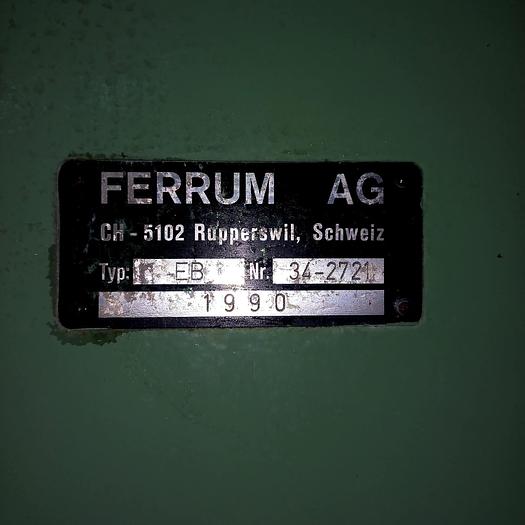 FERRUM AG
CH - 5102 Rupperswil, Schweiz
Typ: EB Nr. 34-2721
1990